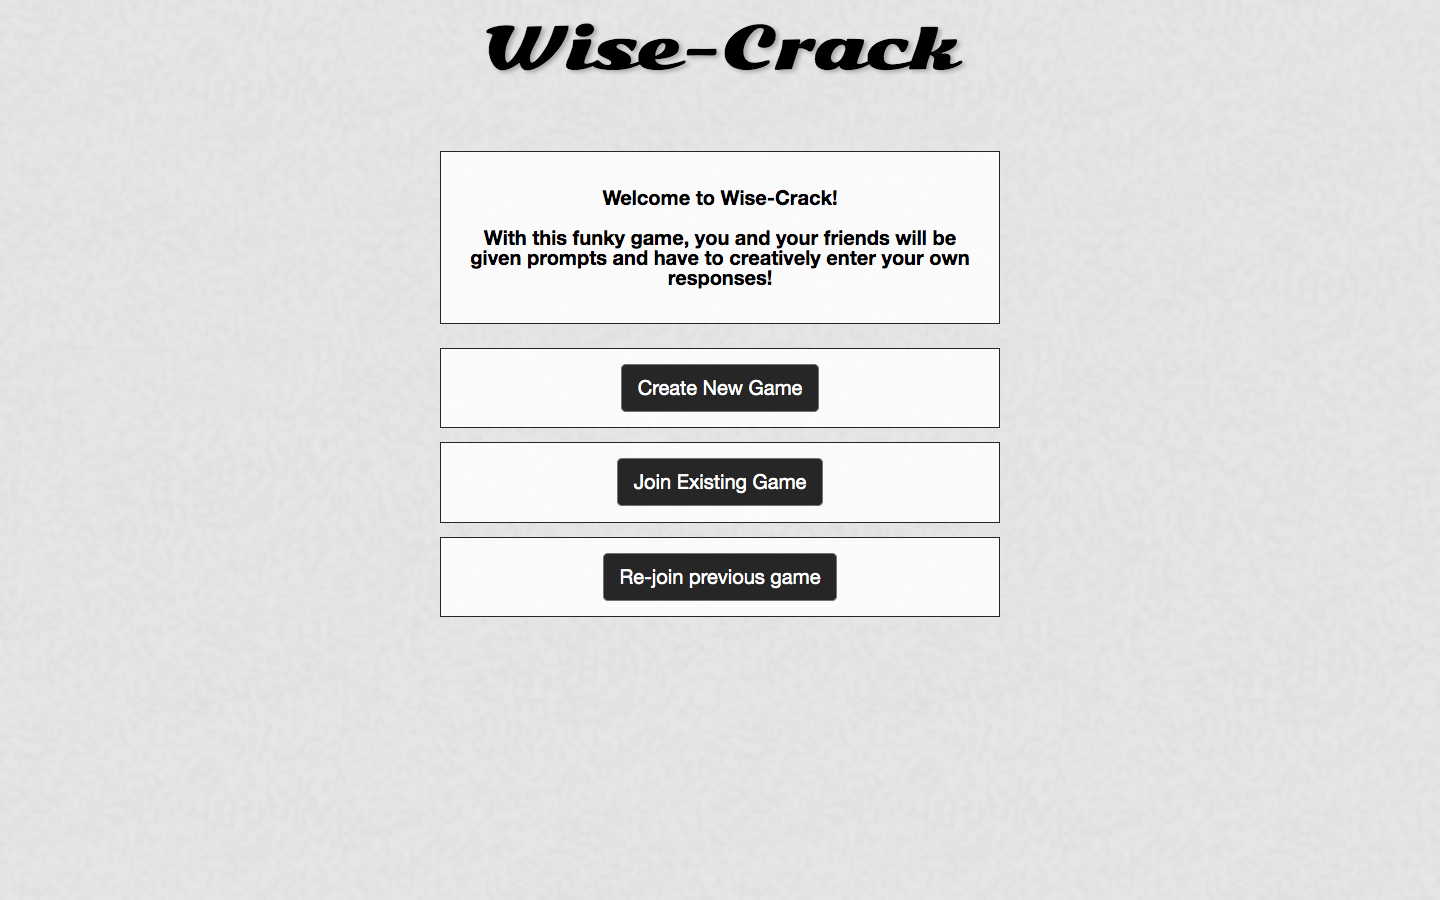 Wise-Crack
Welcome to Wise-Crack!
With this funky game, you and your friends will be
given prompts and have to creatively enter your own
responses!
Create New Game
Join Existing Game
Re-join previous game